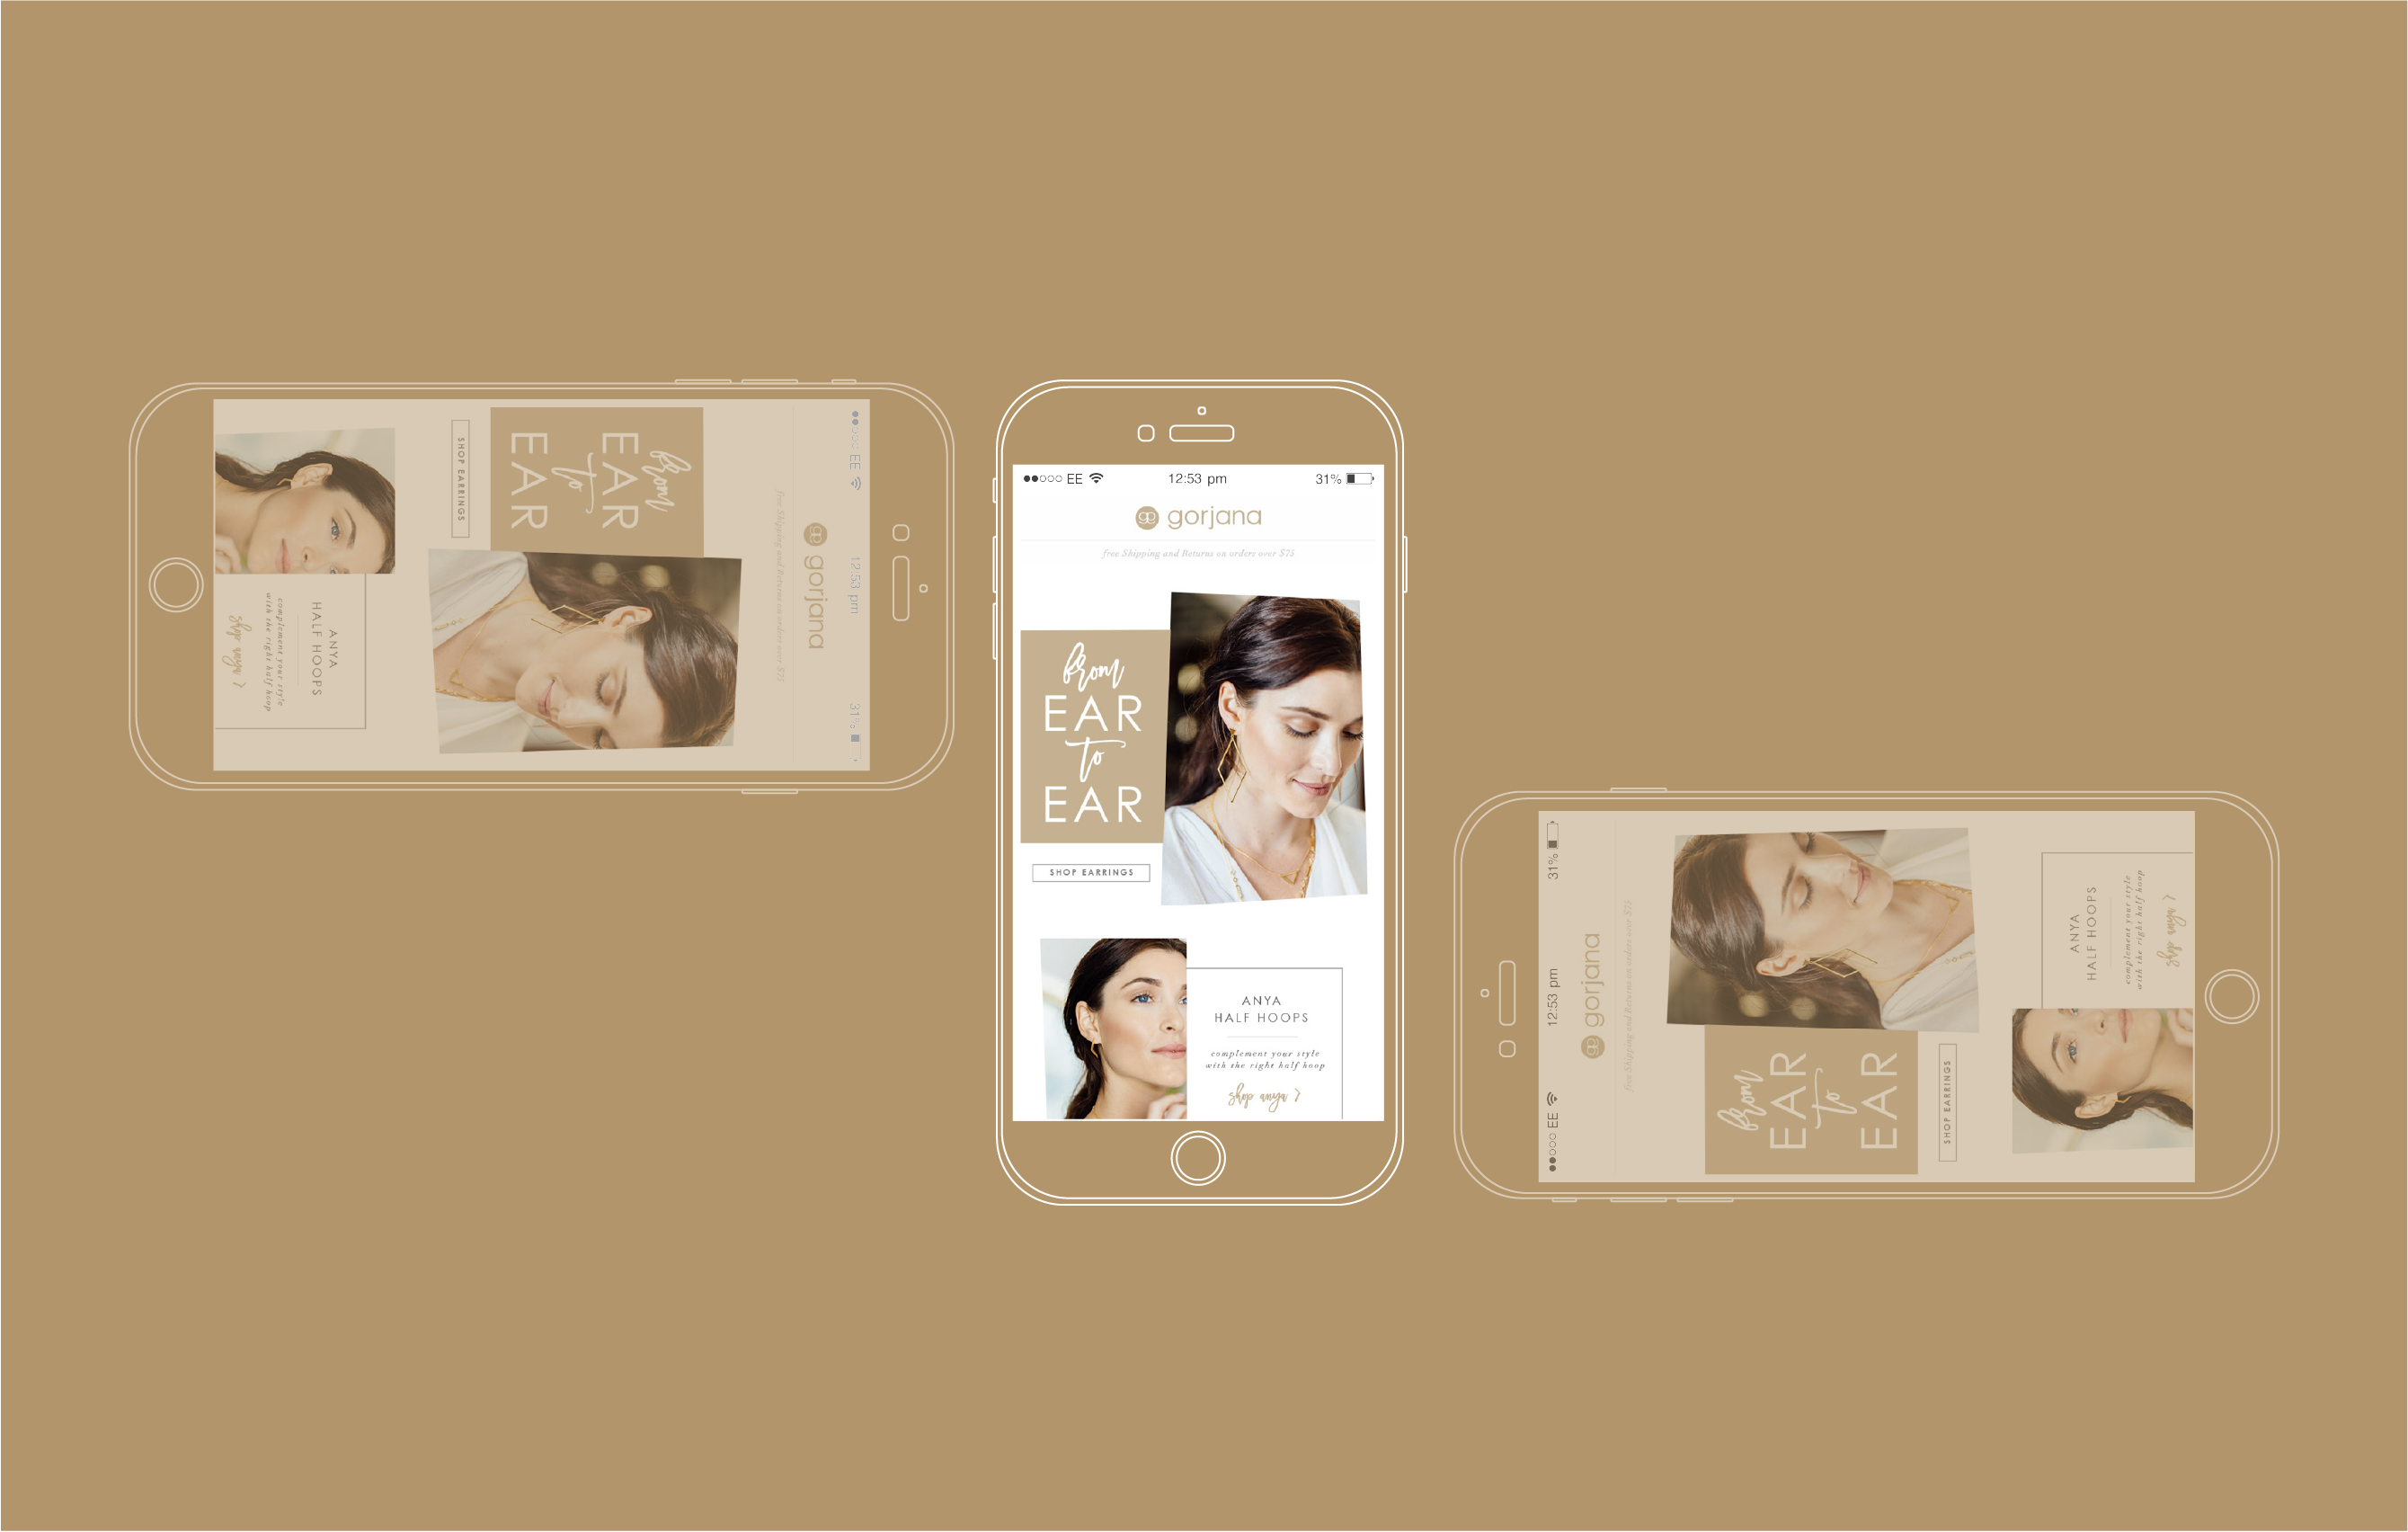 EE 12:53 pm 31%
gg gorjana
free Shipping and Returns on orders over $75
from
EAR
to
EAR
SHOP EARRINGS
ANYA
HALF HOOPS
complement your style
with the right half hoop
shop anya >
EE 12:53 pm 31%
gg gorjana
free Shipping and Returns on orders over $75
from
EAR
to
EAR
SHOP EARRINGS
ANYA
HALF HOOPS
complement your style
with the right half hoop
shop anya >
EE 12:53 pm 31%
gg gorjana
free Shipping and Returns on orders over $75
from
EAR
to
EAR
SHOP EARRINGS
ANYA
HALF HOOPS
complement your style
with the right half hoop
shop anya >